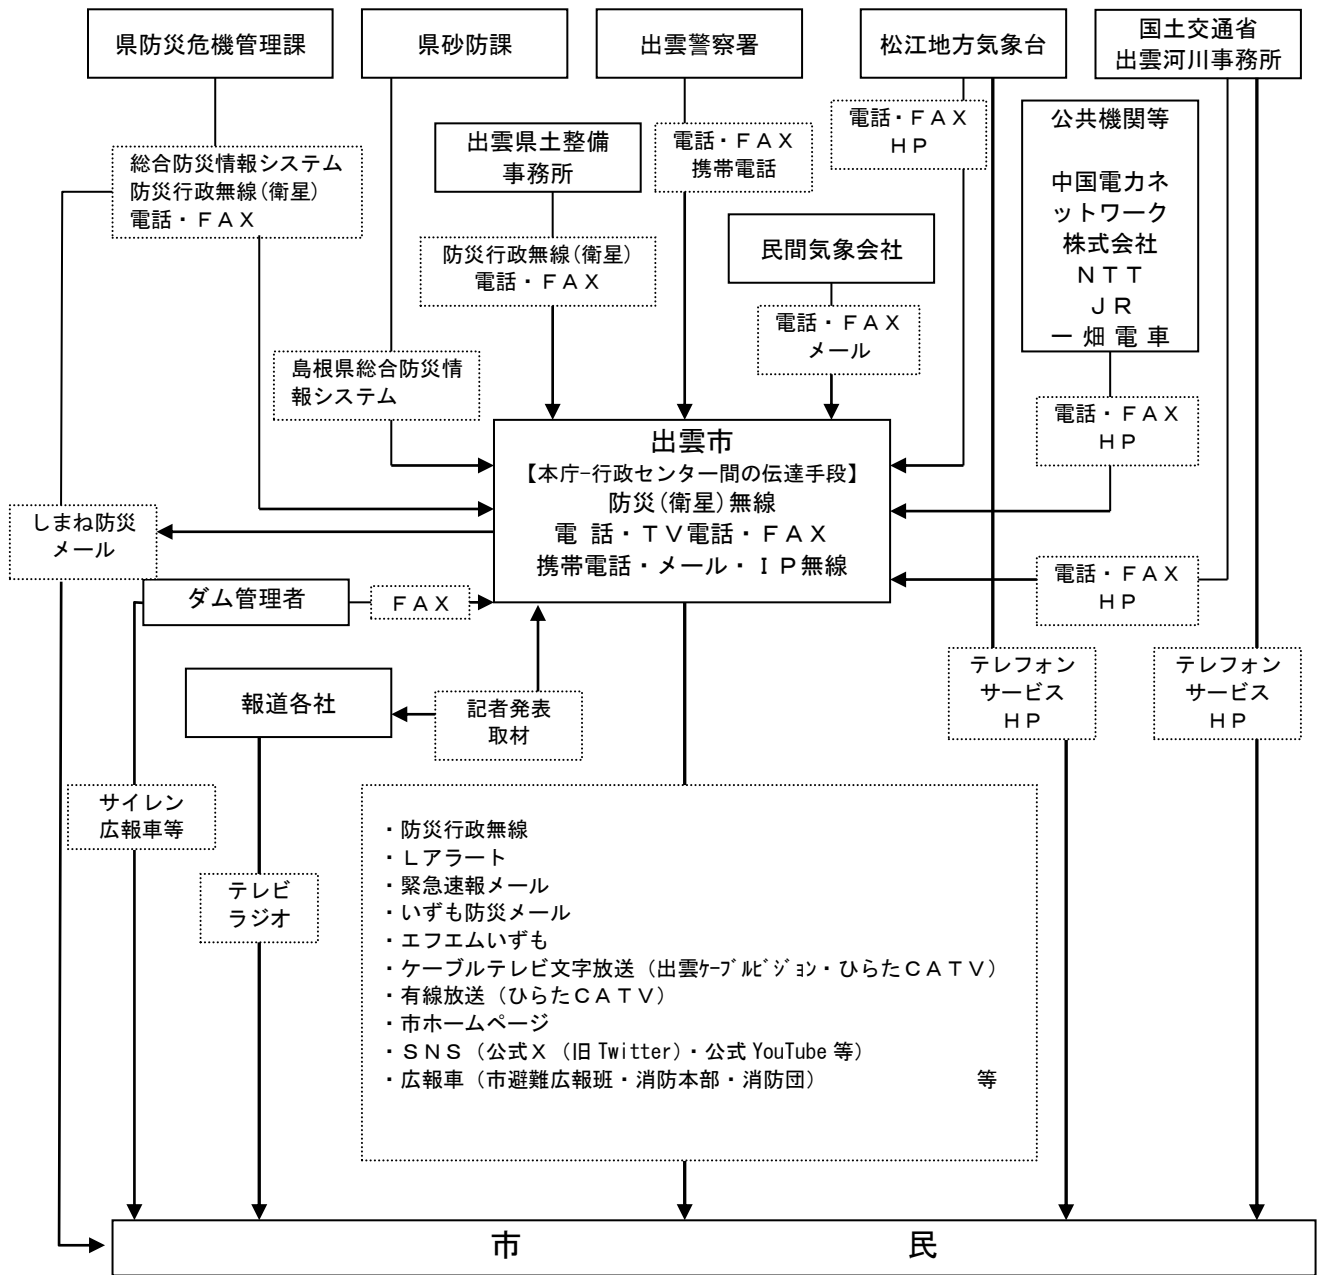 県防災危機管理課
県砂防課
出雲警察署
松江地方気象台
国土交通省
出雲河川事務所
総合防災情報システム
防災行政無線(衛星)
電話・ＦＡＸ
出雲県土整備
事務所
電話・ＦＡＸ
携帯電話
電話・ＦＡＸ
ＨＰ
公共機関等
中国電力ネ
ットワーク
株式会社
ＮＴＴ
ＪＲ
一畑電車
防災行政無線(衛星)
電話・ＦＡＸ
民間気象会社
電話・ＦＡＸ
メール
島根県総合防災情
報システム
電話・ＦＡＸ
ＨＰ
出雲市
【本庁-行政センター間の伝達手段】
防災(衛星)無線
電 話・ＴＶ電話・ＦＡＸ
携帯電話・メール・ＩＰ無線
しまね防災
メール
ダム管理者
ＦＡＸ
電話・ＦＡＸ
ＨＰ
報道各社
記者発表
取材
テレフォン
サービス
ＨＰ
テレフォン
サービス
ＨＰ
サイレン
広報車等
テレビ
ラジオ
・防災行政無線
・Ｌアラート
・緊急速報メール
・いずも防災メール
・エフエムいずも
・ケーブルテレビ文字放送（出雲ｹｰﾌﾞﾙﾋﾞｼﾞｮﾝ・ひらたＣＡＴＶ）
・有線放送（ひらたＣＡＴＶ）
・市ホームページ
・ＳＮＳ（公式Ｘ（旧 Twitter）・公式 YouTube 等）
・広報車（市避難広報班・消防本部・消防団） 等
市 民